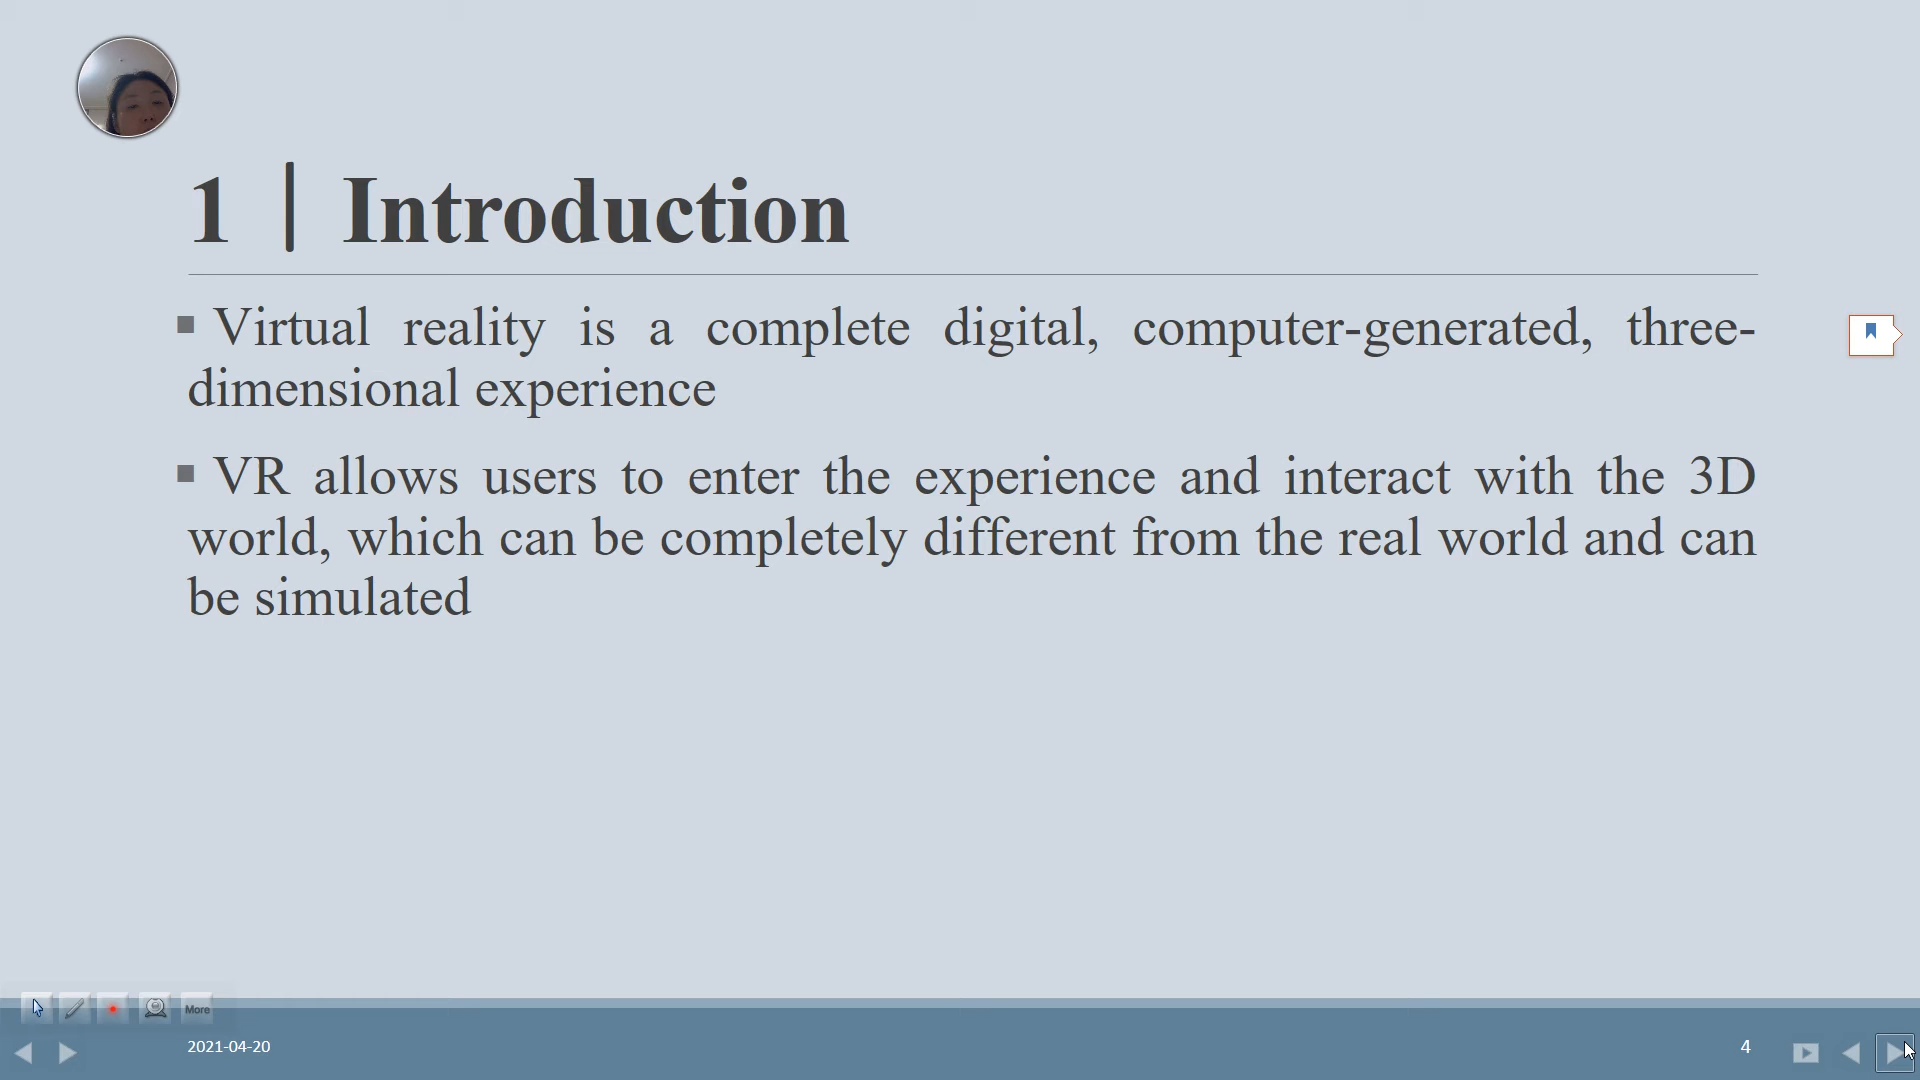 1 | Introduction
▪ Virtual reality is a complete digital, computer-generated, three-
dimensional experience
▪ VR allows users to enter the experience and interact with the 3D
world, which can be completely different from the real world and can
be simulated
More
2021-04-20
4